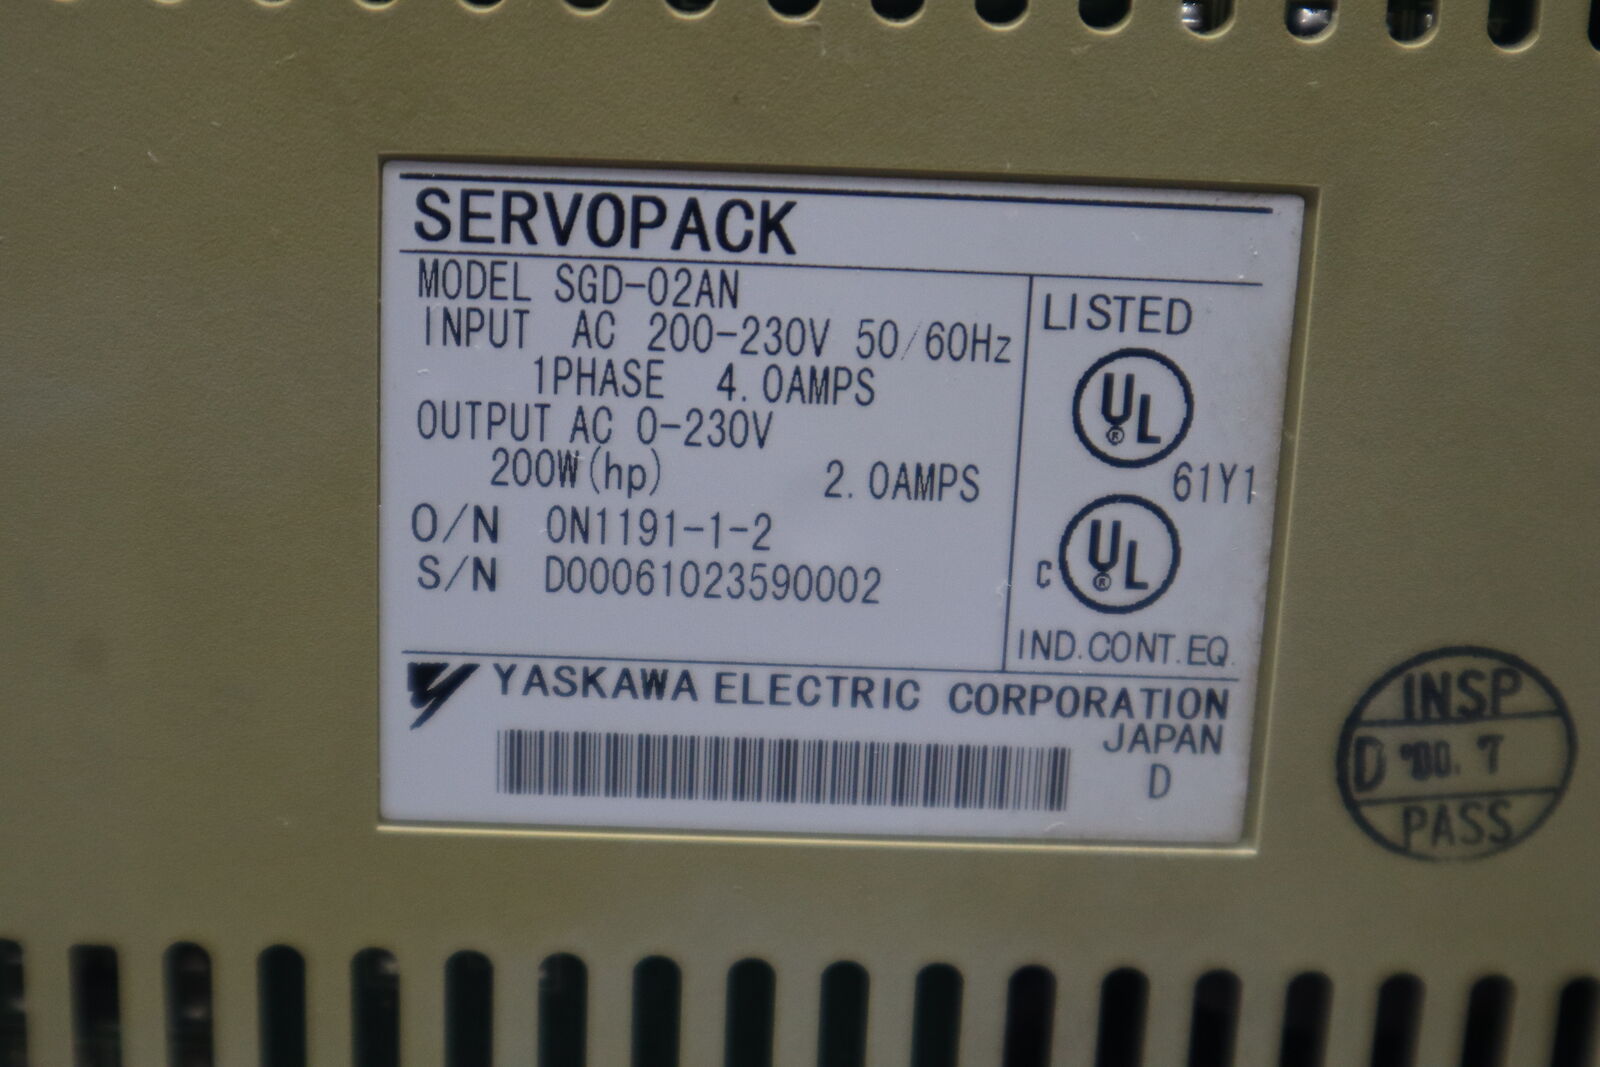 SERVOPACK
MODEL SGD-02AN
INPUT AC 200-230V 50/60Hz
1PHASE 4.0AMPS
OUTPUT AC 0-230V
200W(hp) 2.0AMPS
O/N 0N1191-1-2
S/N D00061023590002
LISTED
UL ®
61Y1
C UL ®
IND.CONT.EQ.
YASKAWA ELECTRIC CORPORATION
JAPAN
D
INSP
D '00. 7
PASS